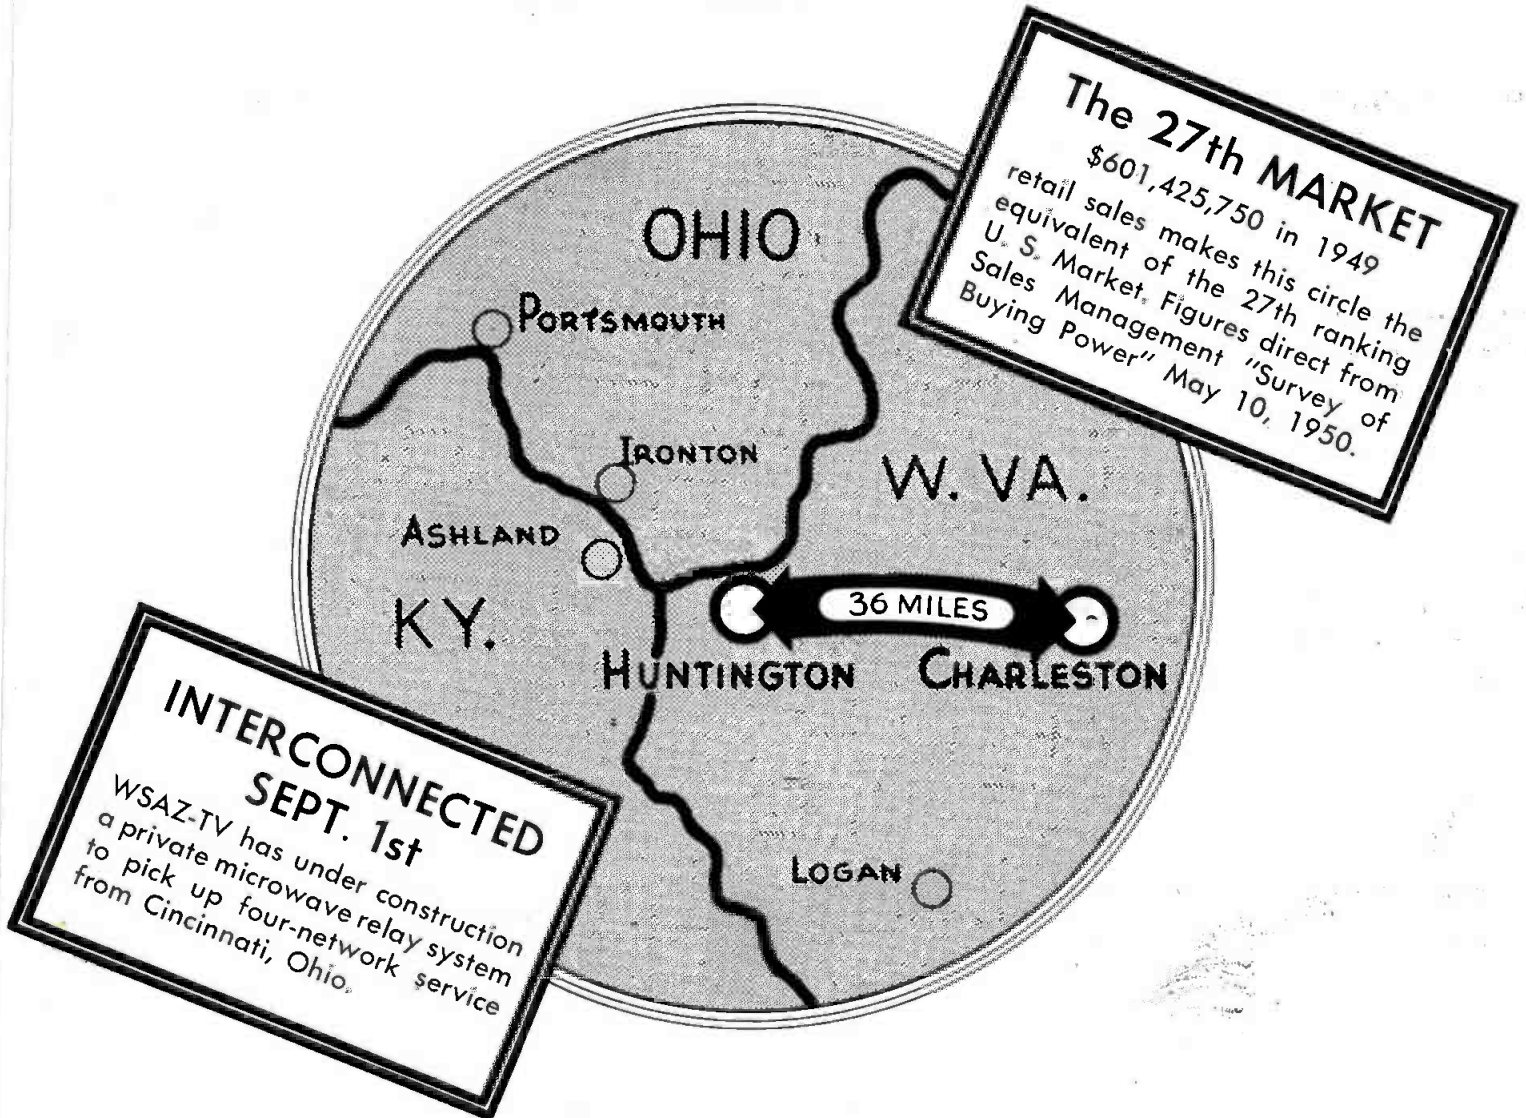 The 27th MARKET
$601,425,750 in 1949
retail sales makes this circle the
equivalent of the 27th ranking
U. S. Market. Figures direct from
Sales Management "Survey of
Buying Power" May 10, 1950.
OHIO
PORTSMOUTH
IRONTON
W. VA.
ASHLAND
KY.
36 MILES
HUNTINGTON
CHARLESTON
INTERCONNECTED
SEPT. 1st
WSAZ-TV has under construction
a private microwave relay system
to pick up four-network service
from Cincinnati, Ohio.
LOGAN